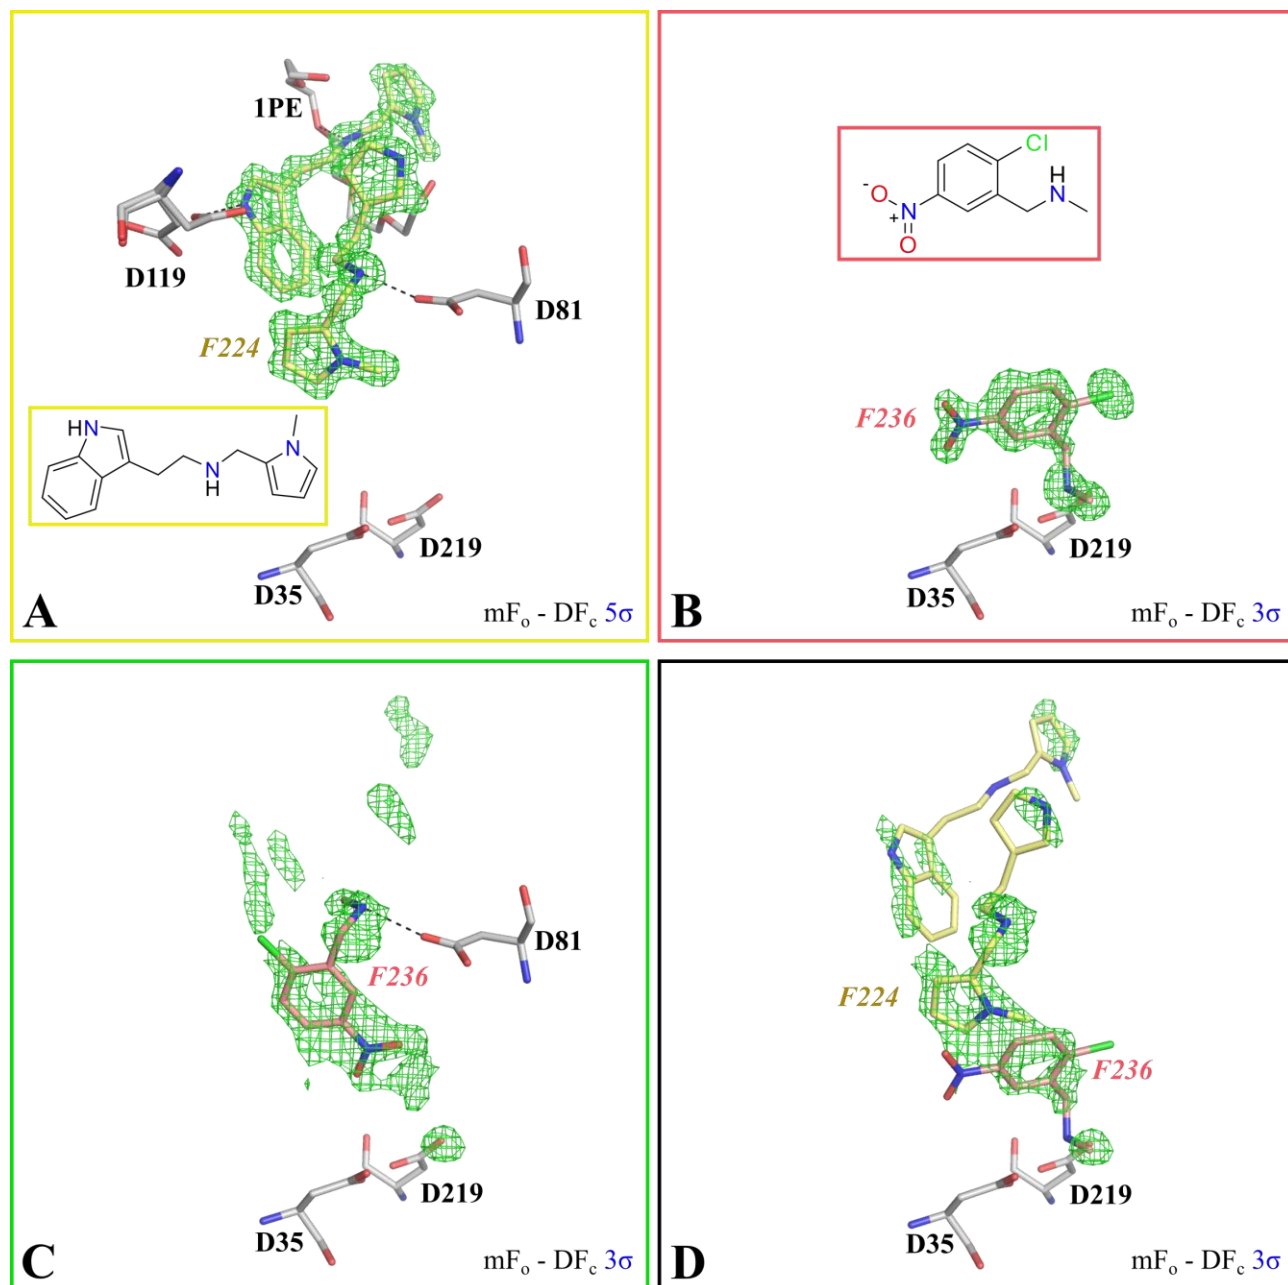 1PE
D119
D81
F224
HN
N
H
N
D219
D35
A
mFo - DFc 5σ
Cl
H
N
-
O
N
+
O
F236
D219
D35
B
mFo - DFc 3σ
D81
F236
D219
D35
C
mFo - DFc 3σ
F224
F236
D219
D35
D
mFo - DFc 3σ